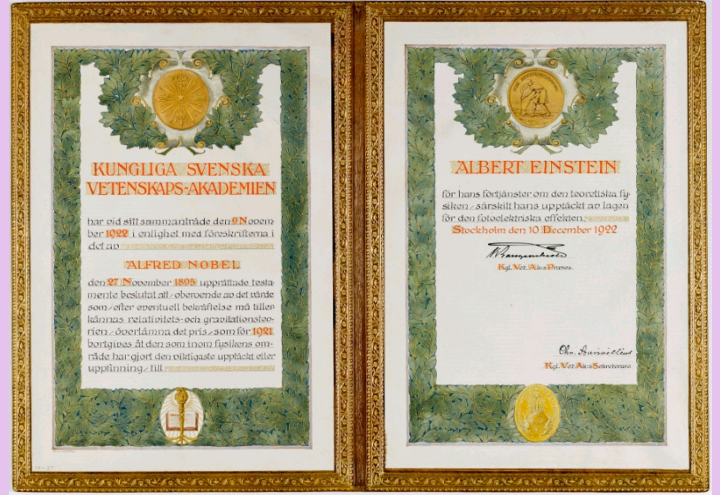 KUNGLIGA SVENSKA
VETENSKAPS-AKADEMIEN
har vid sitt sammanträde den 9 Novem
ber 1922 i enlighet med föreskrifterna i
det av
ALFRED NOBEL
den 27 November 1895 upprättade testa
mente beslutat att / oberoende av det värde
som / efter eventuell bekräftelse må tiller
kännas relativitets- och gravitationsteo
rien / överlämna det pris / som för 1921
bortgives åt den som inom fysikens om
råde har gjort den viktigaste upptäckt eller
uppfinning / till
ALBERT EINSTEIN
för hans förtjänster om den teoretiska fy
siken / särskilt hans upptäckt av lagen
för den fotoelektriska effekten.
Stockholm den 10 December 1922
Kgl. Vet. Ak:s Præses.
Kgl. Vet. Ak:s Sekreterare